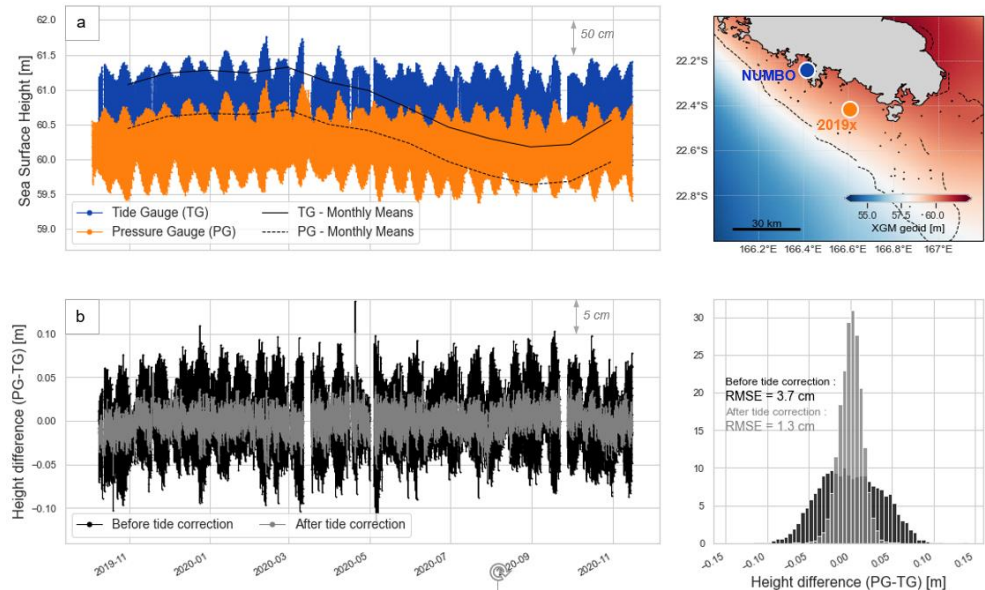 a
50 cm
62.0
61.5
61.0
60.5
60.0
59.5
59.0
Sea Surface Height [m]
Tide Gauge (TG)
Pressure Gauge (PG)
TG - Monthly Means
PG - Monthly Means
22.2°S
22.4°S
22.6°S
22.8°S
NUMBO
2019x
30 km
55.0 57.5 60.0
XGM geoid [m]
166.2°E 166.4°E 166.6°E 166.8°E 167°E
b
5 cm
0.10
0.05
0.00
−0.05
−0.10
Height difference (PG-TG) [m]
Before tide correction
After tide correction
2019-11 2020-01 2020-03 2020-05 2020-09 2020-11
2020-07
30
25
20
15
10
5
0
Before tide correction :
RMSE = 3.7 cm
After tide correction :
RMSE = 1.3 cm
−0.15 −0.10 −0.05 0.00 0.05 0.10 0.15
Height difference (PG-TG) [m]